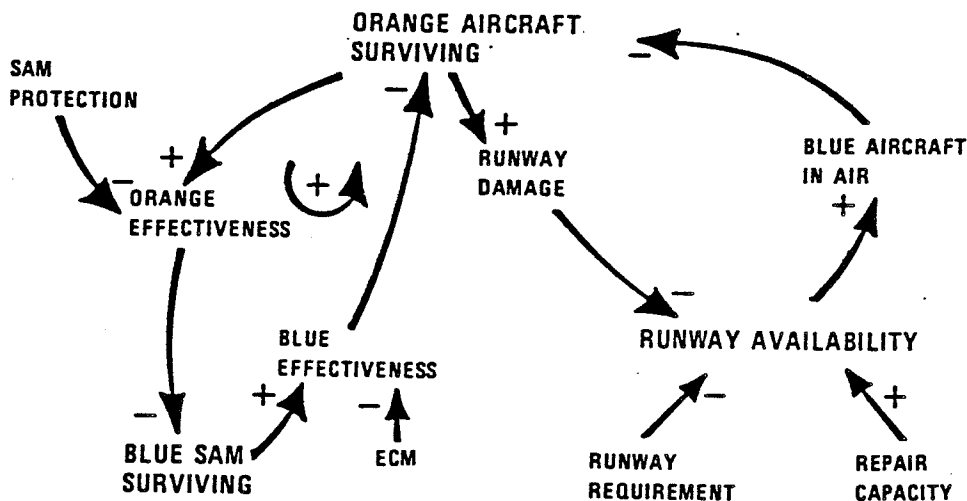 ORANGE AIRCRAFT
SURVIVING
−
−
SAM
PROTECTION
+
RUNWAY
DAMAGE
BLUE AIRCRAFT
IN AIR
+
+
−
ORANGE
EFFECTIVENESS
+
−
RUNWAY AVAILABILITY
BLUE
EFFECTIVENESS
+
−
−
+
−
BLUE SAM
SURVIVING
ECM
RUNWAY
REQUIREMENT
REPAIR
CAPACITY